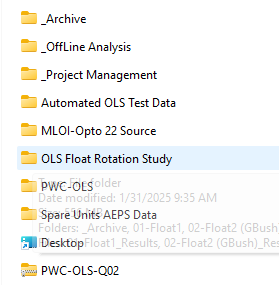 _Archive
_OffLine Analysis
_Project Management
Automated OLS Test Data
MLOI-Opto 22 Source
OLS Float Rotation Study
PWC-OLS
Type: File folder
Date modified: 1/31/2025 9:35 AM
Spare Units AEPS Data
Folders: _Archive, 01-Float1, 02-Float2 (GBush)
Desktop
Float1_Results, 02-Float2 (GBush)_Res
PWC-OLS-Q02